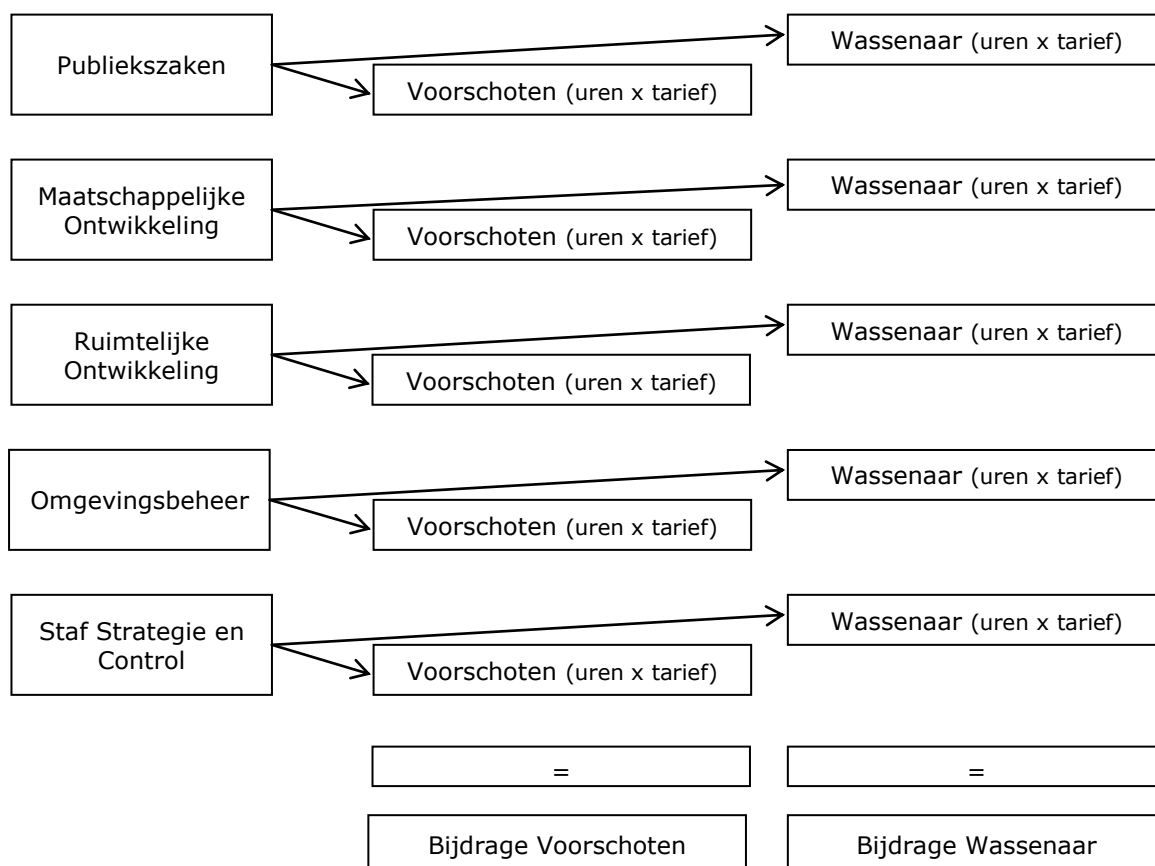 Publiekszaken
Wassenaar (uren x tarief)
Voorschoten (uren x tarief)
Maatschappelijke
Ontwikkeling
Wassenaar (uren x tarief)
Voorschoten (uren x tarief)
Ruimtelijke
Ontwikkeling
Wassenaar (uren x tarief)
Voorschoten (uren x tarief)
Omgevingsbeheer
Wassenaar (uren x tarief)
Voorschoten (uren x tarief)
Staf Strategie en
Control
Wassenaar (uren x tarief)
Voorschoten (uren x tarief)
=
=
Bijdrage Voorschoten
Bijdrage Wassenaar